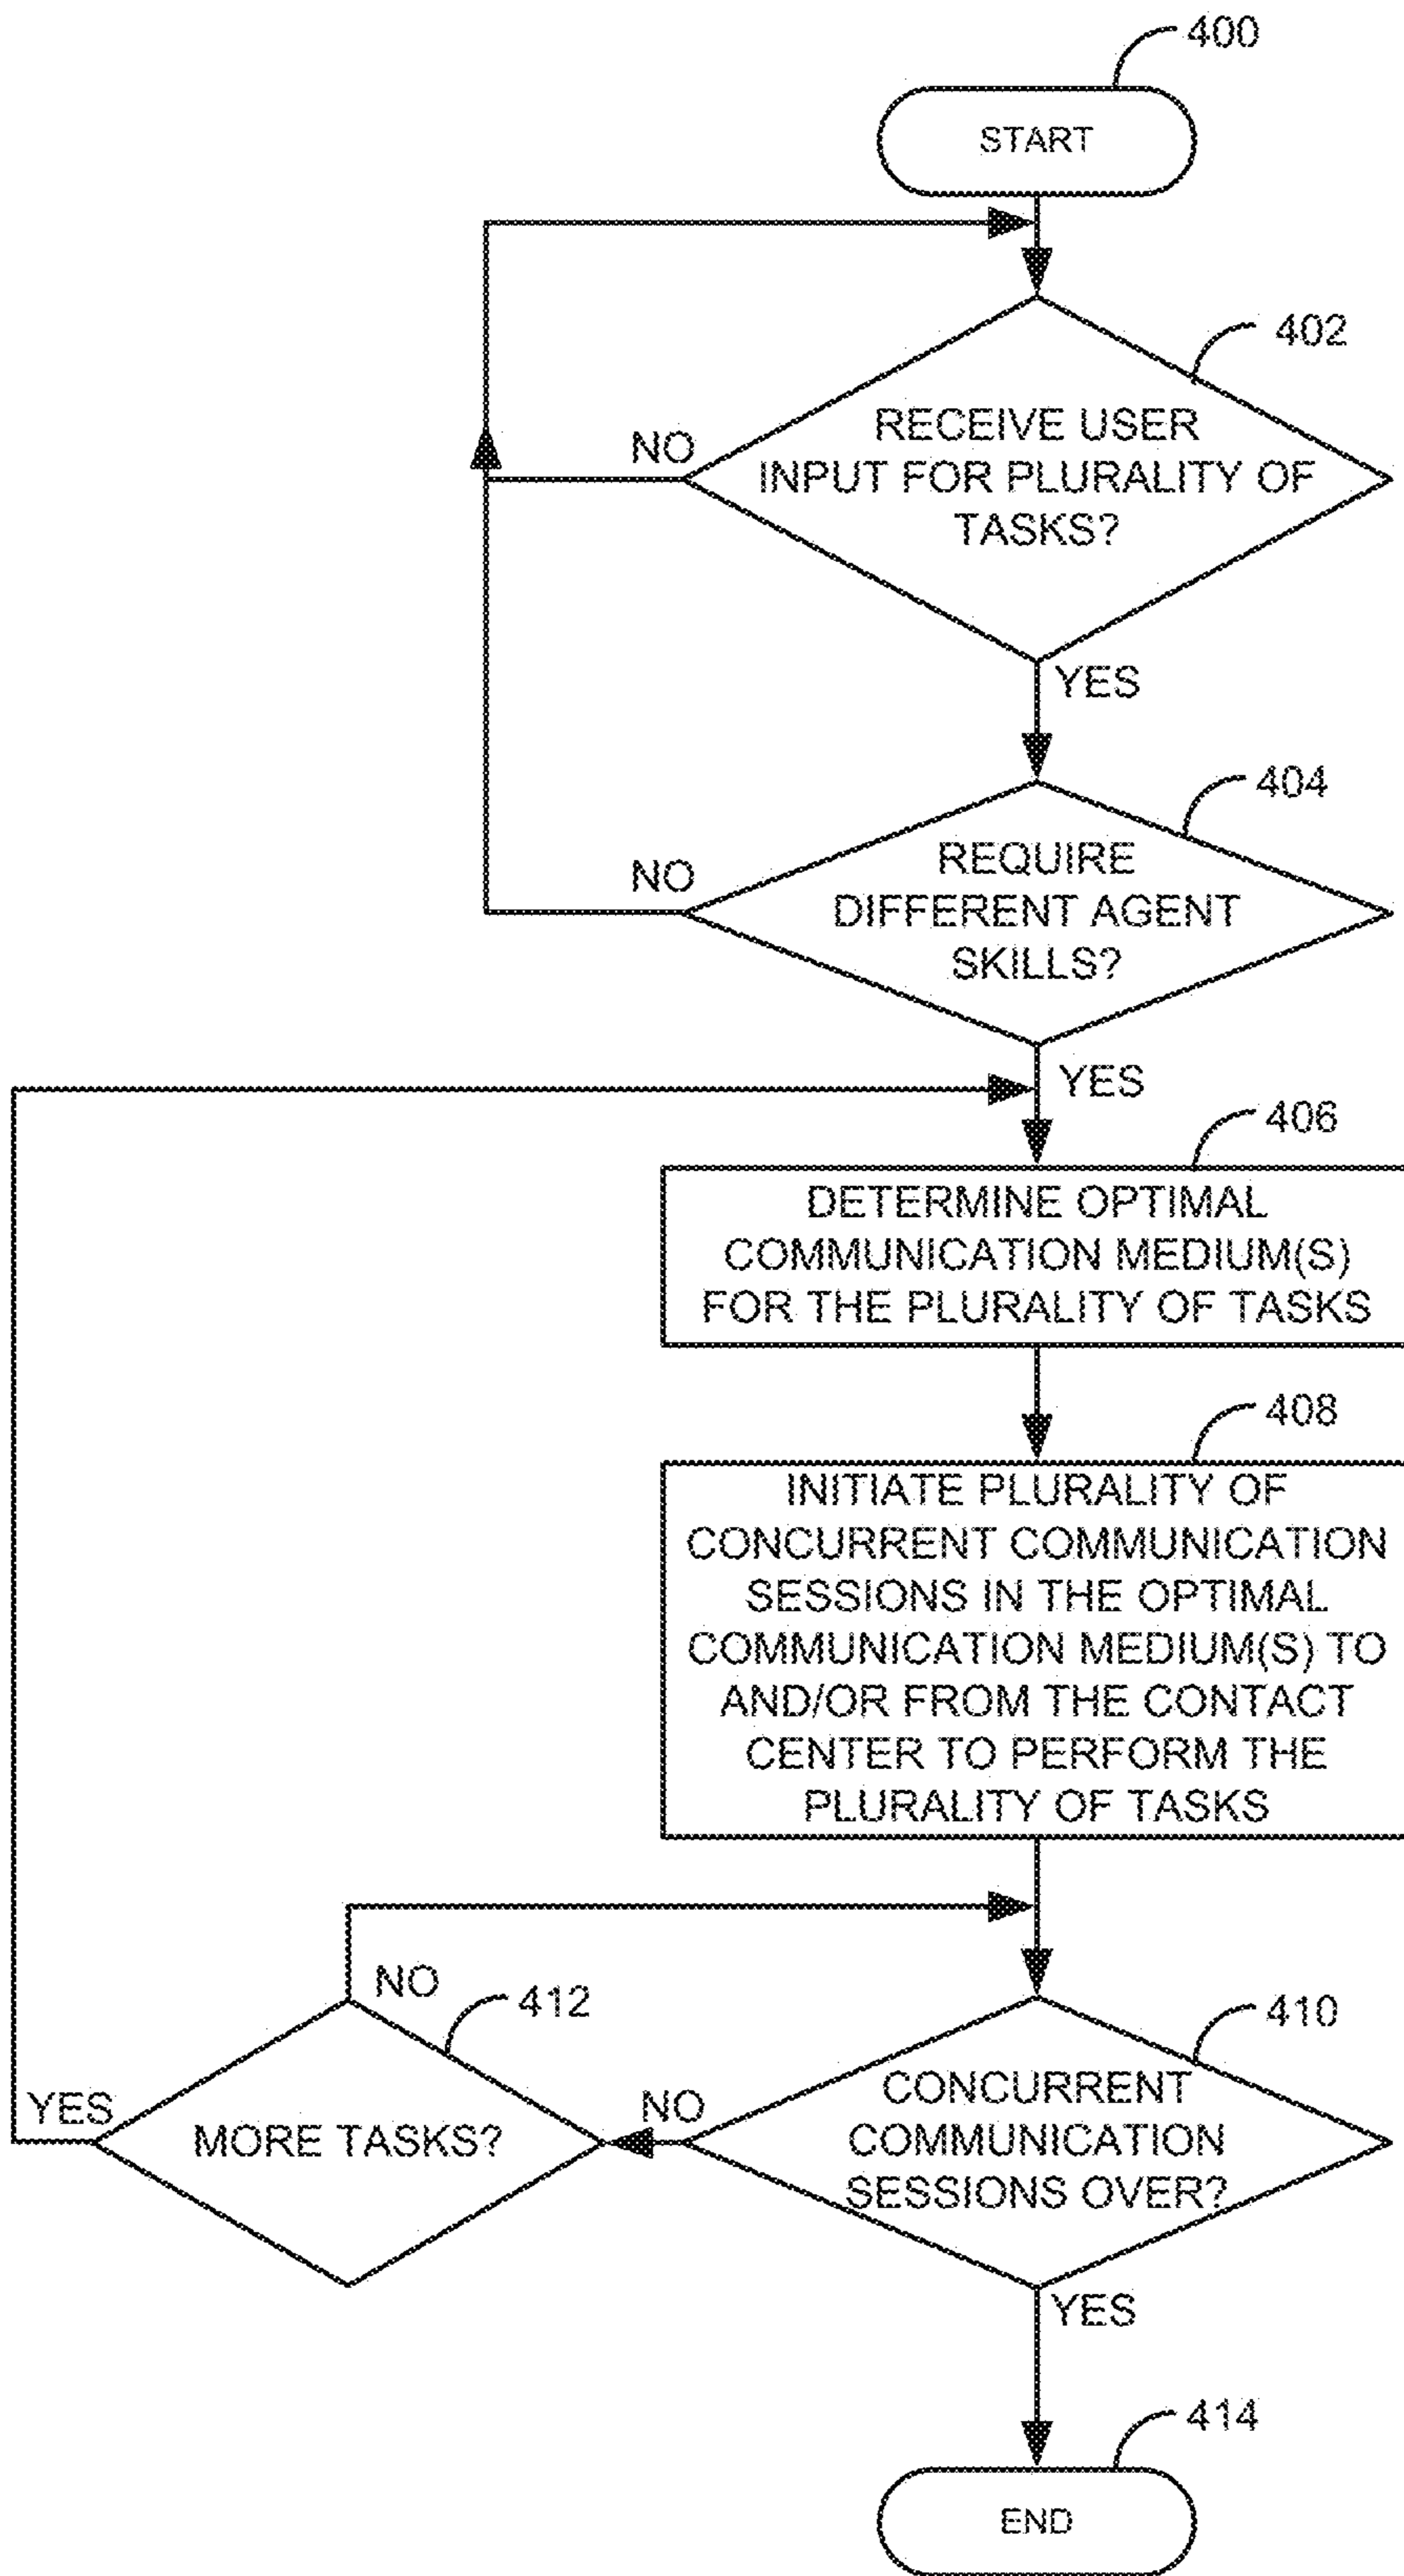 400
START
402
RECEIVE USER
INPUT FOR PLURALITY OF
TASKS?
NO
YES
404
REQUIRE
DIFFERENT AGENT
SKILLS?
NO
YES
406
DETERMINE OPTIMAL
COMMUNICATION MEDIUM(S)
FOR THE PLURALITY OF TASKS
408
INITIATE PLURALITY OF
CONCURRENT COMMUNICATION
SESSIONS IN THE OPTIMAL
COMMUNICATION MEDIUM(S) TO
AND/OR FROM THE CONTACT
CENTER TO PERFORM THE
PLURALITY OF TASKS
410
CONCURRENT
COMMUNICATION
SESSIONS OVER?
NO
412
MORE TASKS?
NO
YES
YES
414
END